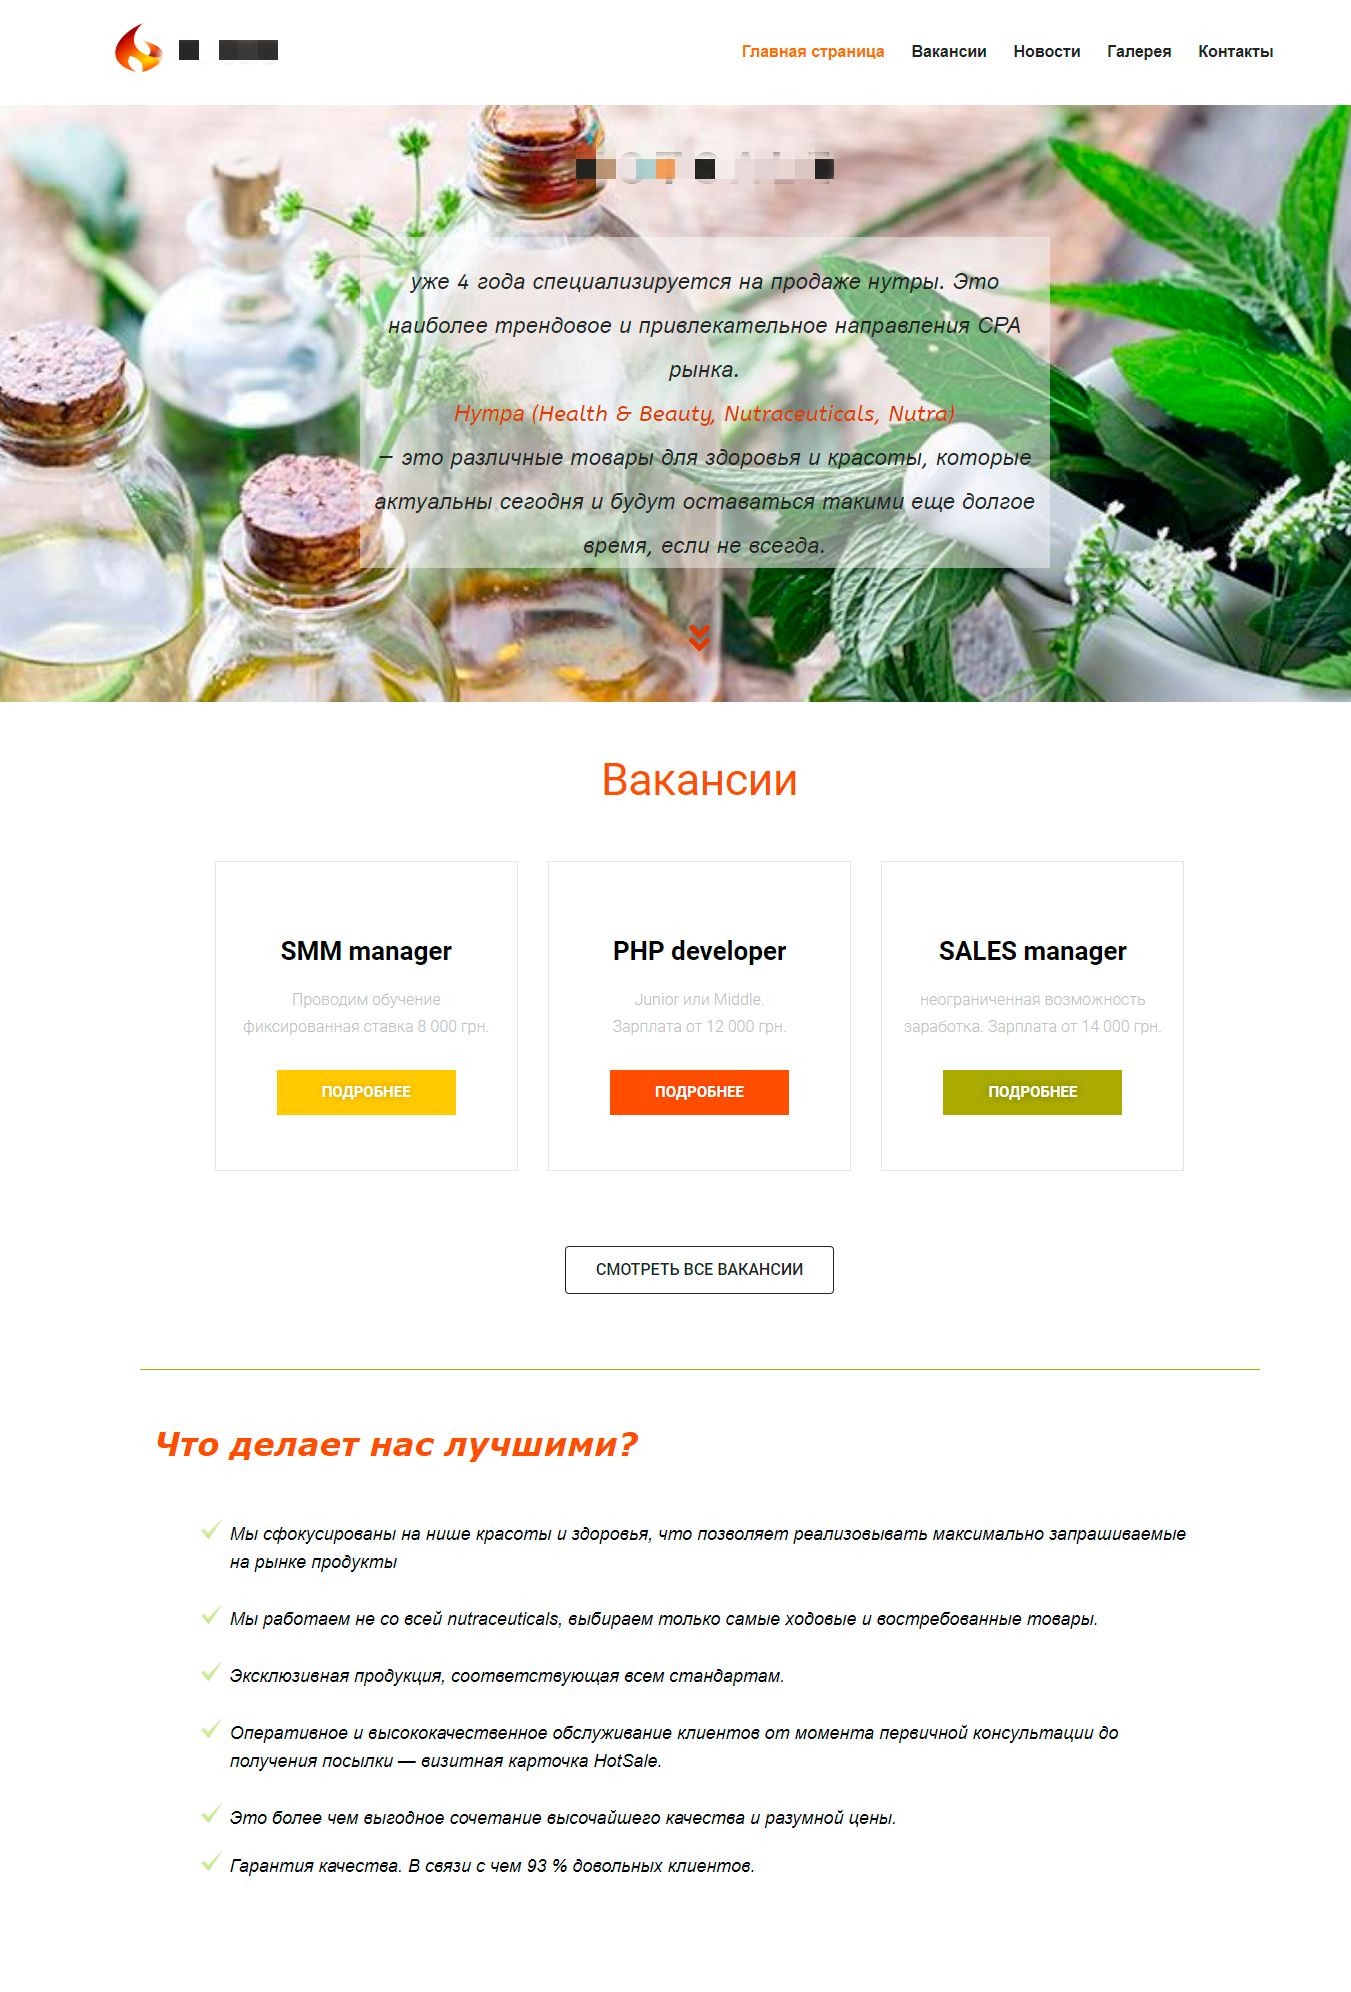 Главная страница Вакансии Новости Галерея Контакты
уже 4 года специализируется на продаже нутры. Это
наиболее трендовое и привлекательное направления CPA
рынка.
Нутра (Health & Beauty, Nutraceuticals, Nutra)
– это различные товары для здоровья и красоты, которые
актуальны сегодня и будут оставаться такими еще долгое
время, если не всегда.
Вакансии
SMM manager
Проводим обучение
фиксированная ставка 8 000 грн.
ПОДРОБНЕЕ
PHP developer
Junior или Middle.
Зарплата от 12 000 грн.
ПОДРОБНЕЕ
SALES manager
неограниченная возможность
заработка. Зарплата от 14 000 грн.
ПОДРОБНЕЕ
СМОТРЕТЬ ВСЕ ВАКАНСИИ
Что делает нас лучшими?
Мы сфокусированы на нише красоты и здоровья, что позволяет реализовывать максимально запрашиваемые
на рынке продукты
Мы работаем не со всей nutraceuticals, выбираем только самые ходовые и востребованные товары.
Эксклюзивная продукция, соответствующая всем стандартам.
Оперативное и высококачественное обслуживание клиентов от момента первичной консультации до
получения посылки — визитная карточка HotSale.
Это более чем выгодное сочетание высочайшего качества и разумной цены.
Гарантия качества. В связи с чем 93 % довольных клиентов.